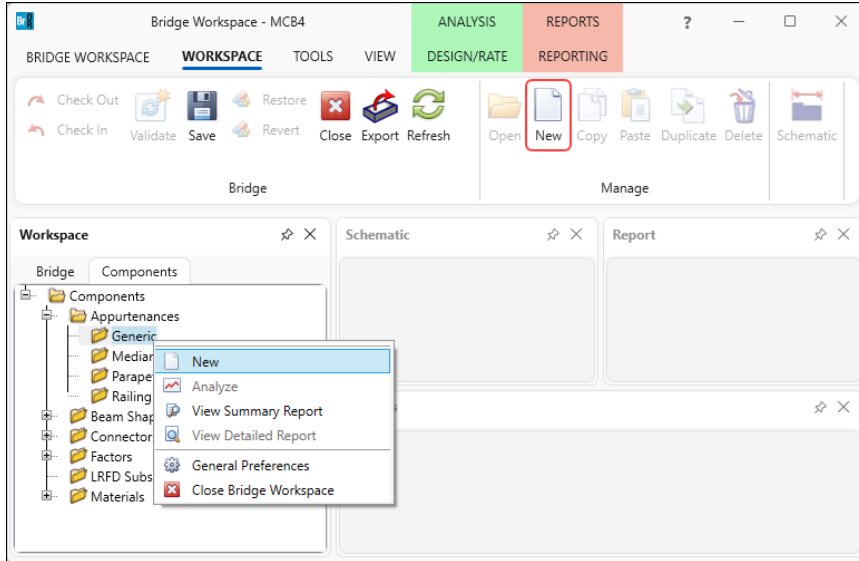 Br R Bridge Workspace - MCB4 ANALYSIS REPORTS ?
BRIDGE WORKSPACE WORKSPACE TOOLS VIEW DESIGN/RATE REPORTING
Check Out
Check In
Validate
Save
Restore
Revert
Close Export Refresh
Open New Copy Paste Duplicate Delete Schematic
Bridge Manage
Workspace Schematic Report
Bridge Components
Components
Appurtenances
Generic
Median
Parape
Railing
Beam Shap
Connector
Factors
LRFD Subs
Materials
New
Analyze
View Summary Report
View Detailed Report
General Preferences
Close Bridge Workspace
s